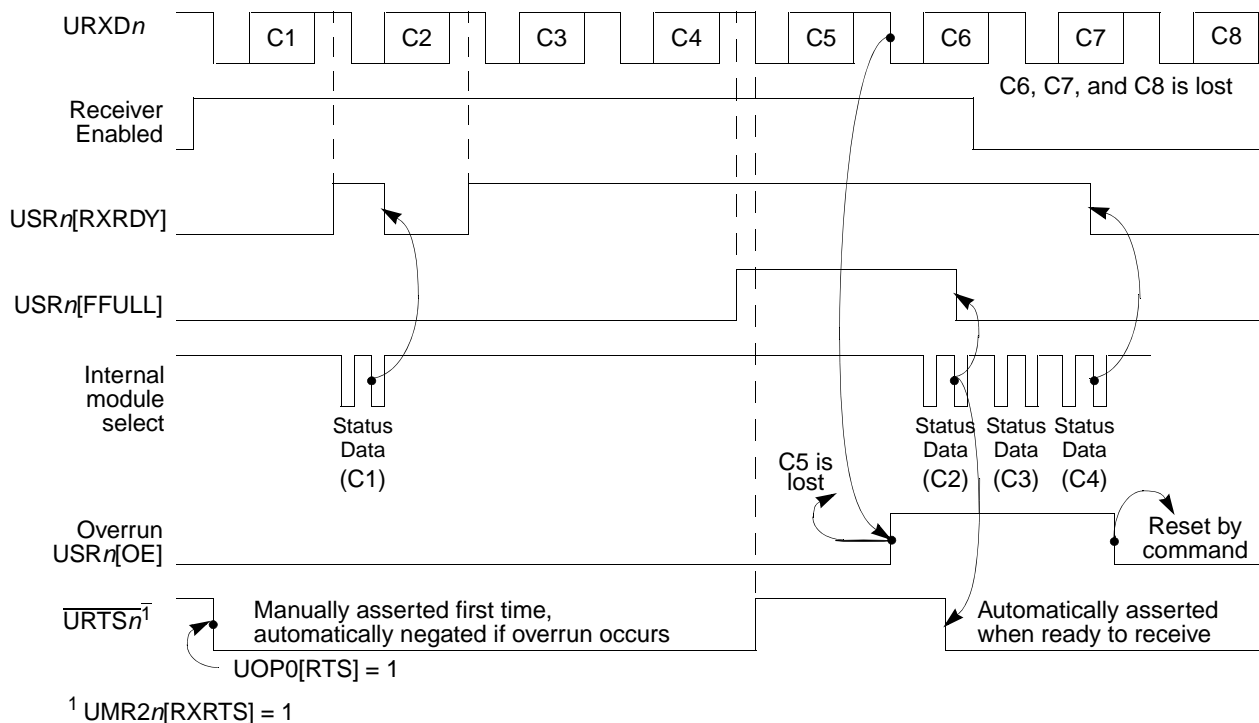 URXDn
C1
C2
C3
C4
C5
C6
C7
C8
C6, C7, and C8 is lost
Receiver
Enabled
USRn[RXRDY]
USRn[FFULL]
Internal
module
select
Status
Data
(C1)
Status
Data
(C2)
Status
Data
(C3)
Status
Data
(C4)
C5 is
lost
Overrun
USRn[OE]
Reset by
command
URTSn1
Manually asserted first time,
automatically negated if overrun occurs
Automatically asserted
when ready to receive
UOP0[RTS] = 1
1 UMR2n[RXRTS] = 1